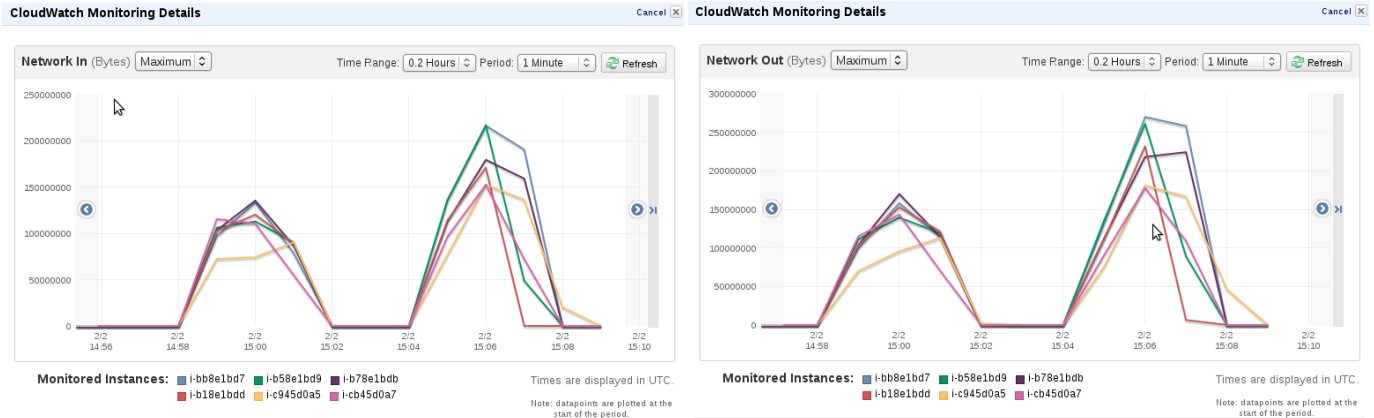 CloudWatch Monitoring Details
Cancel
Network In (Bytes) Maximum Time Range: 0.2 Hours Period: 1 Minute Refresh
250000000
200000000
150000000
100000000
50000000
0
2/2 14:56
2/2 14:58
2/2 15:00
2/2 15:02
2/2 15:04
2/2 15:06
2/2 15:08
2/2 15:10
Monitored Instances: i-bb8e1bd7 i-b58e1bd9 i-b78e1bdb
i-b18e1bdd i-c945d0a5 i-cb45d0a7
Times are displayed in UTC.
Note: datapoints are plotted at the
start of the period.
CloudWatch Monitoring Details
Cancel
Network Out (Bytes) Maximum Time Range: 0.2 Hours Period: 1 Minute Refresh
300000000
250000000
200000000
150000000
100000000
50000000
0
2/2 14:58
2/2 15:00
2/2 15:02
2/2 15:04
2/2 15:06
2/2 15:08
2/2 15:10
Monitored Instances: i-bb8e1bd7 i-b58e1bd9 i-b78e1bdb
i-b18e1bdd i-c945d0a5 i-cb45d0a7
Times are displayed in UTC.
Note: datapoints are plotted at the
start of the period.